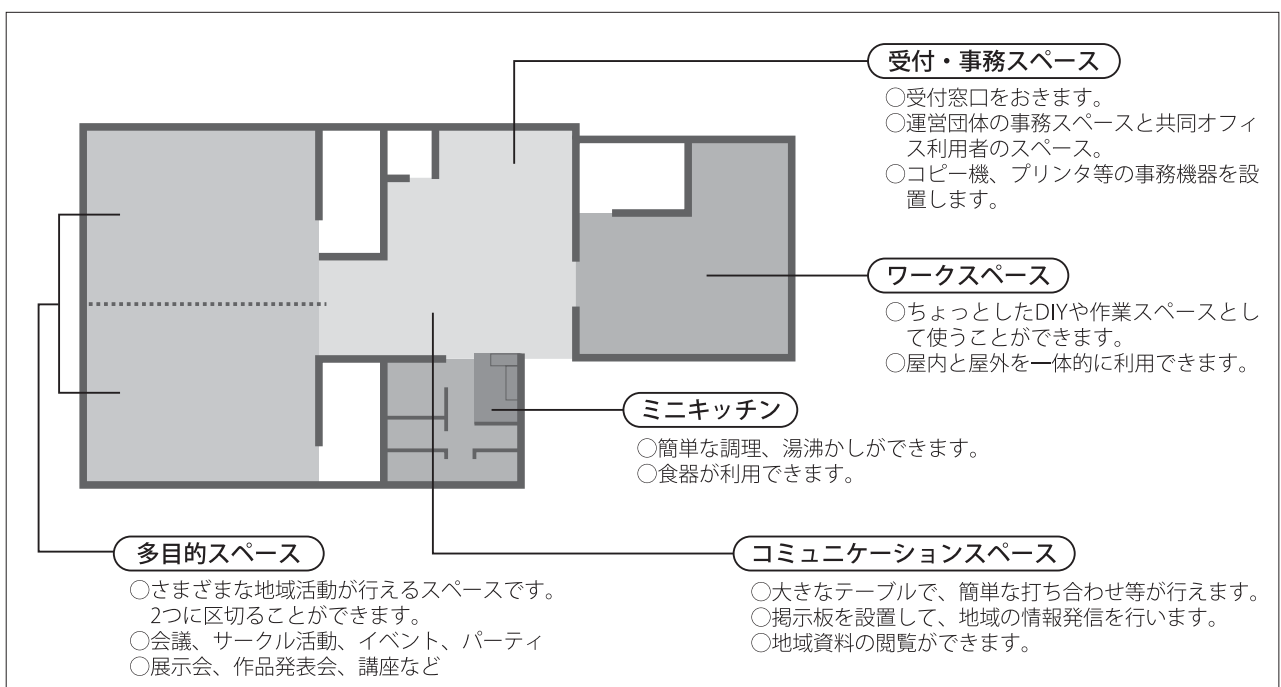 受付・事務スペース
○受付窓口をおきます。
○運営団体の事務スペースと共同オフィ
ス利用者のスペース。
○コピー機、プリンタ等の事務機器を設
置します。
ワークスペース
○ちょっとしたDIYや作業スペースとし
て使うことができます。
○屋内と屋外を一体的に利用できます。
ミニキッチン
○簡単な調理、湯沸かしができます。
○食器が利用できます。
多目的スペース
○さまざまな地域活動が行えるスペースです。
2つに区切ることができます。
○会議、サークル活動、イベント、パーティ
○展示会、作品発表会、講座など
コミュニケーションスペース
○大きなテーブルで、簡単な打ち合わせ等が行えます。
○掲示板を設置して、地域の情報発信を行います。
○地域資料の閲覧ができます。